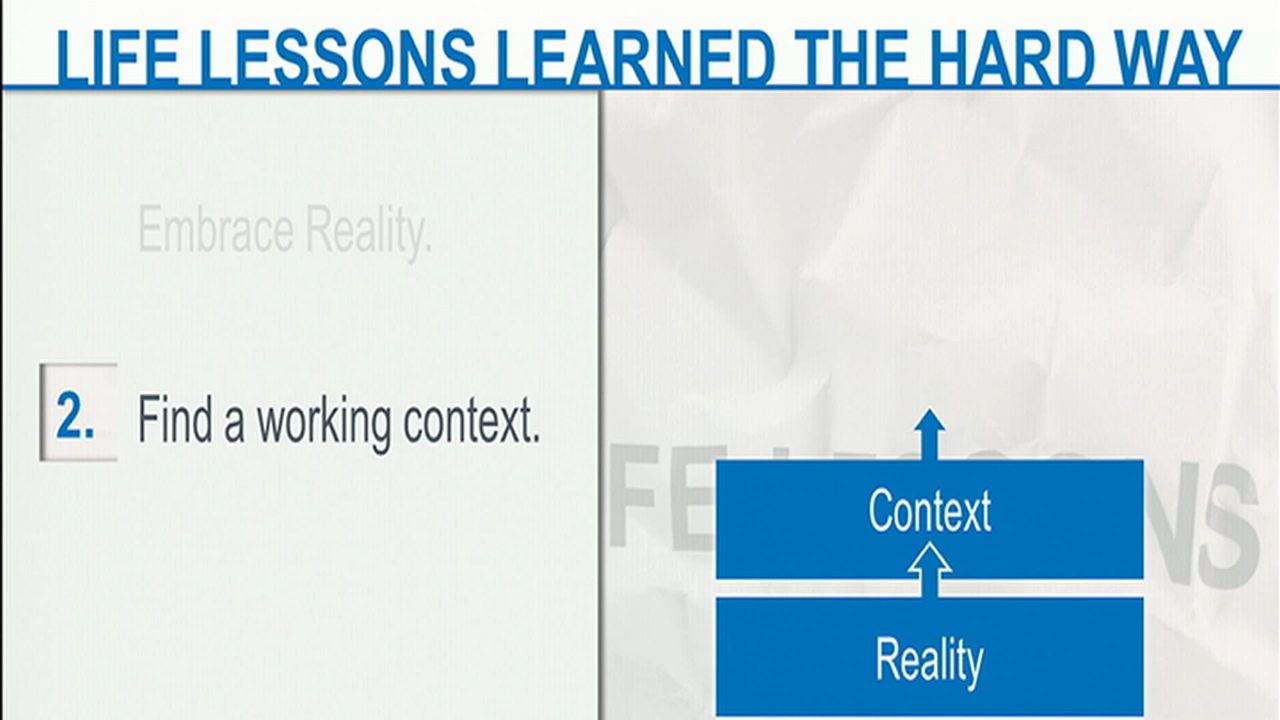 LIFE LESSONS LEARNED THE HARD WAY
Embrace Reality.
2. Find a working context.
Context
Reality